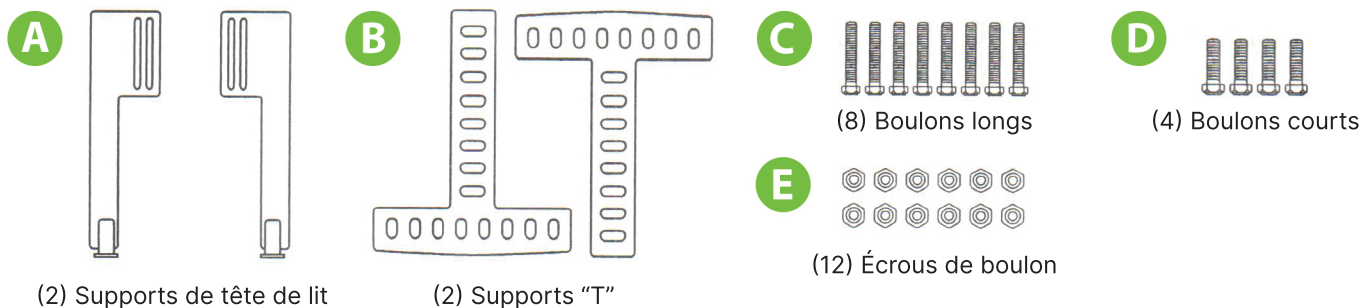 A
(2) Supports de tête de lit
B
(2) Supports “T”
C
(8) Boulons longs
D
(4) Boulons courts
E
(12) Écrous de boulon